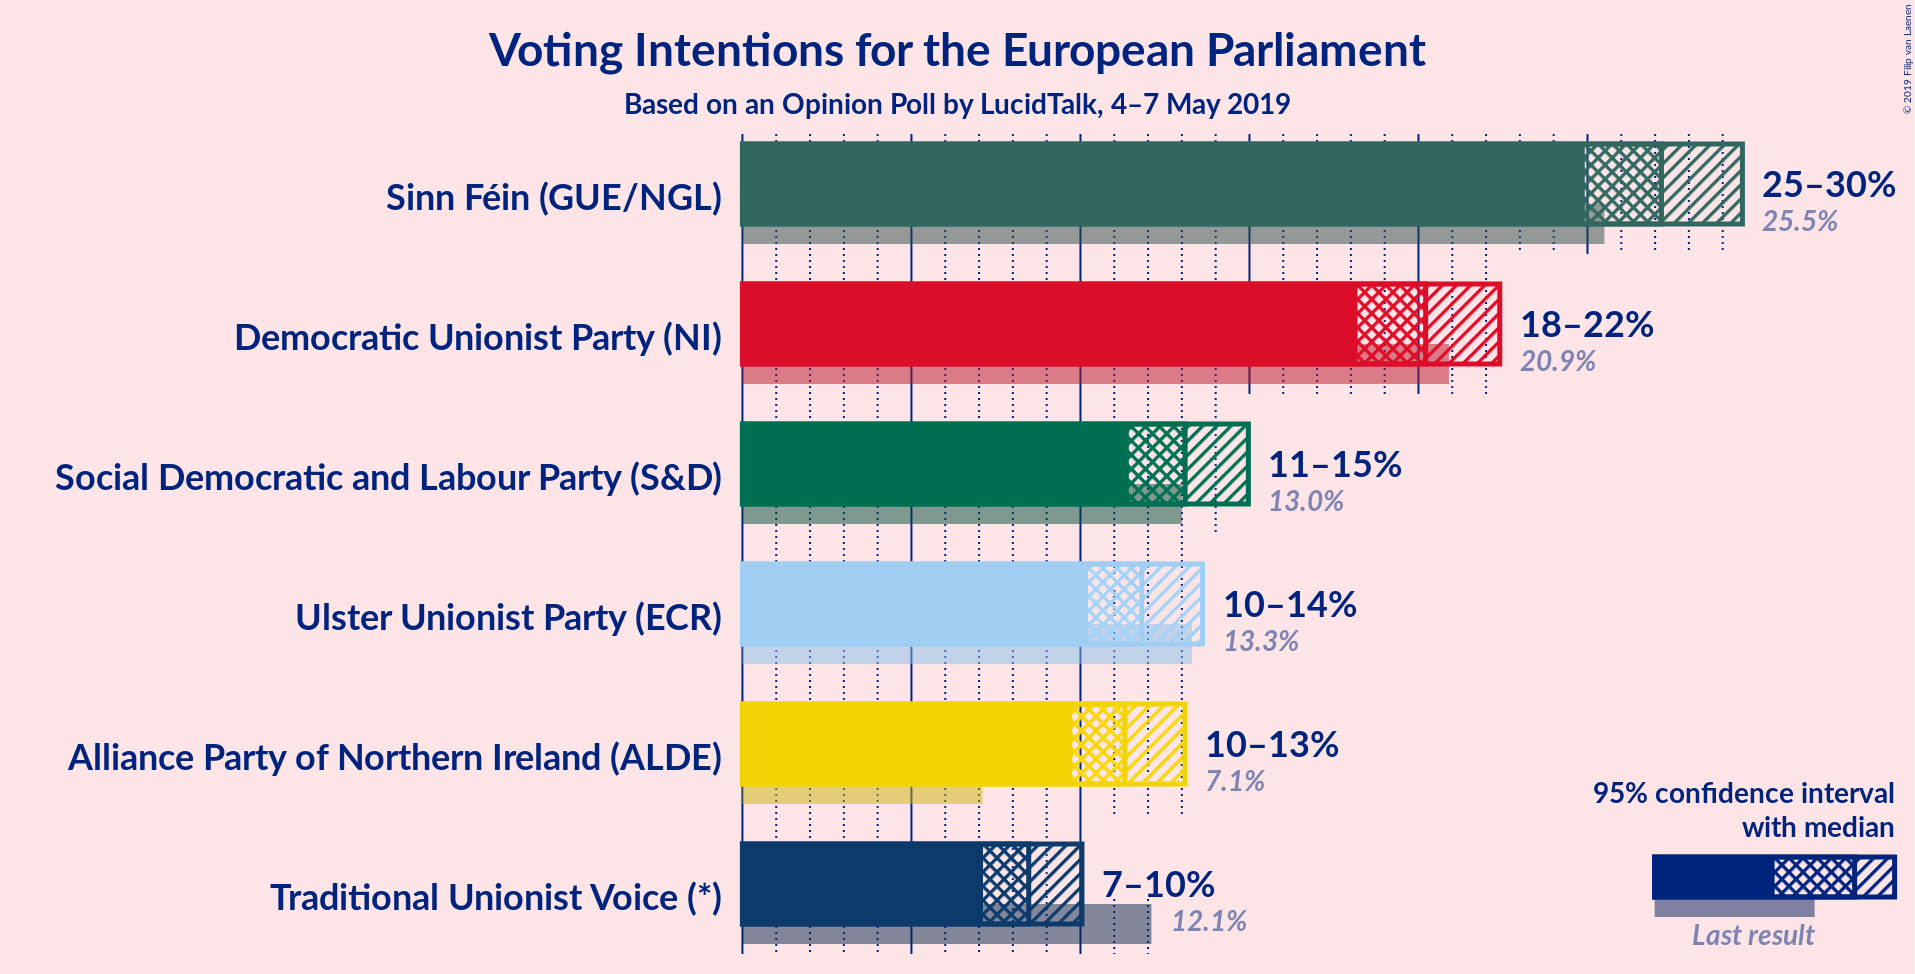 Voting Intentions for the European Parliament
Based on an Opinion Poll by LucidTalk, 4–7 May 2019
© 2019 Filip van Laenen
Sinn Féin (GUE/NGL)
25–30%
25.5%
Democratic Unionist Party (NI)
18–22%
20.9%
Social Democratic and Labour Party (S&D)
11–15%
13.0%
Ulster Unionist Party (ECR)
10–14%
13.3%
Alliance Party of Northern Ireland (ALDE)
10–13%
7.1%
Traditional Unionist Voice (*)
7–10%
12.1%
95% confidence interval
with median
Last result